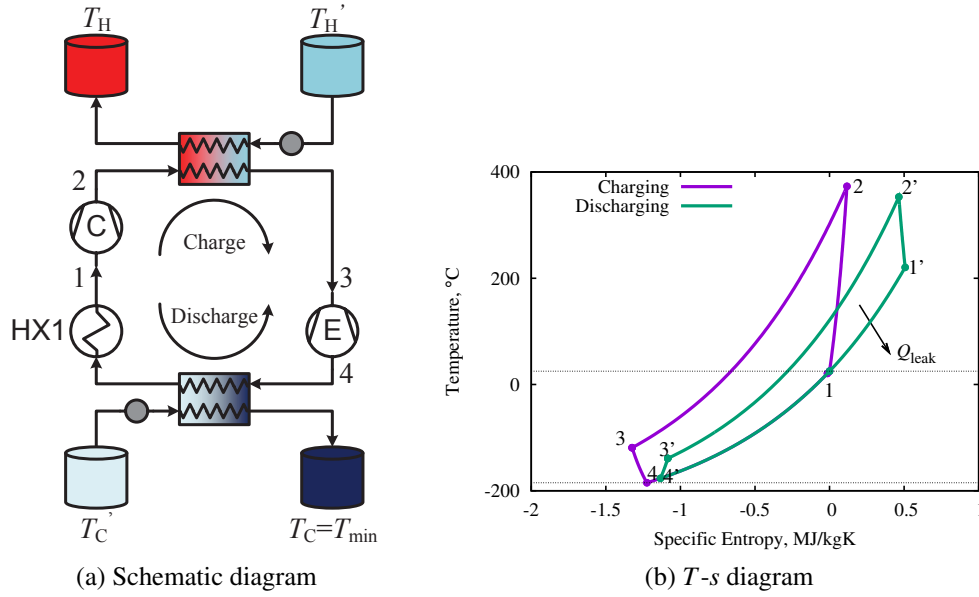 T_H
T_H'
2
C
Charge
1
3
HX1
Discharge
E
4
T_C'
T_C=T_min
(a) Schematic diagram
400
Charging
Discharging
2
2'
200
1'
Temperature, °C
Q_leak
0
1
3
3'
4
4'
-200
-2
-1.5
-1
-0.5
0
0.5
1
Specific Entropy, MJ/kgK
(b) T-s diagram